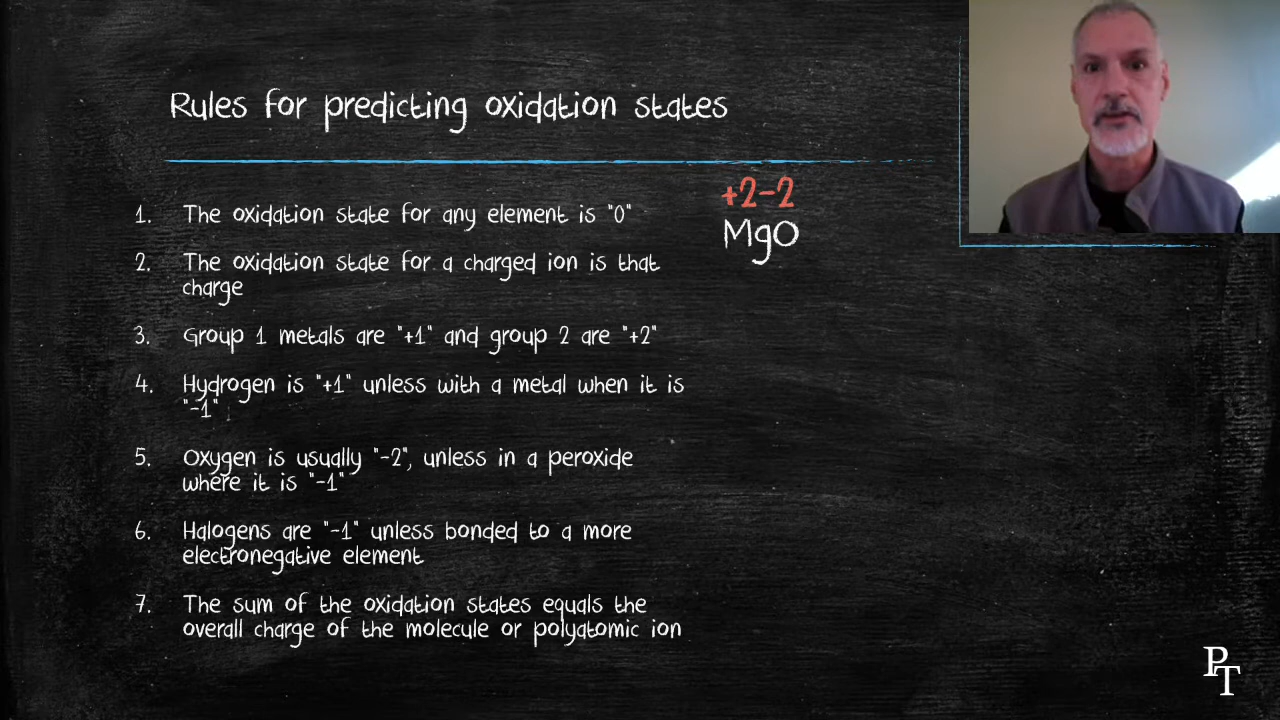 Rules for predicting oxidation states
+2-2
MgO
1. The oxidation state for any element is "0"
2. The oxidation state for a charged ion is that
charge
3. Group 1 metals are "+1" and group 2 are "+2"
4. Hydrogen is "+1" unless with a metal when it is
"-1"
5. Oxygen is usually "-2", unless in a peroxide
where it is "-1"
6. Halogens are "-1" unless bonded to a more
electronegative element
7. The sum of the oxidation states equals the
overall charge of the molecule or polyatomic ion
PT